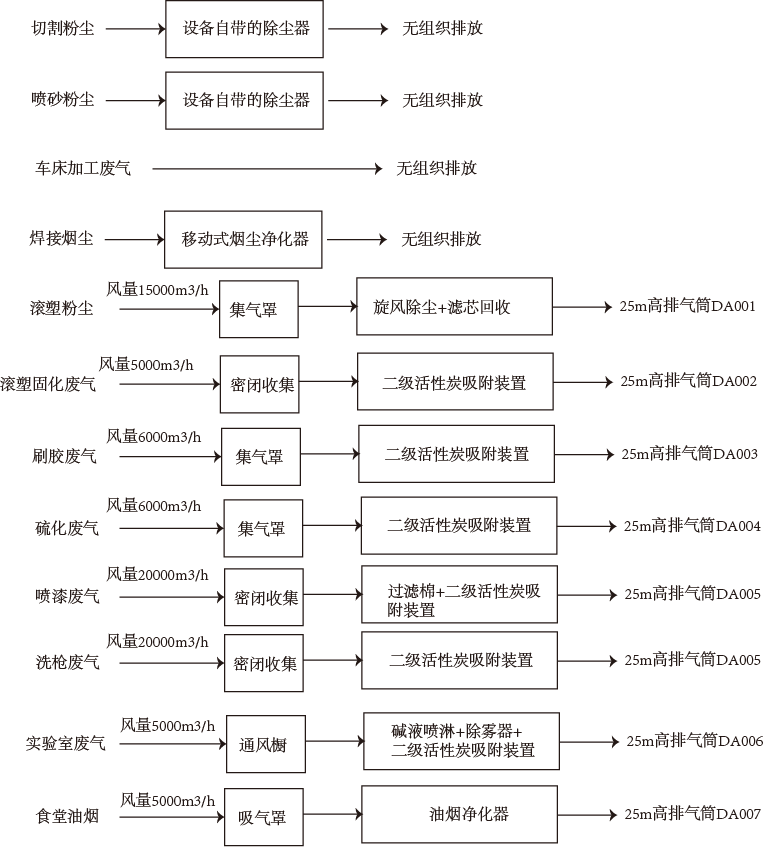 切割粉尘 设备自带的除尘器 无组织排放
喷砂粉尘 设备自带的除尘器 无组织排放
车床加工废气 无组织排放
焊接烟尘 移动式烟尘净化器 无组织排放
滚塑粉尘 风量15000m3/h 集气罩 旋风除尘+滤芯回收 25m高排气筒DA001
滚塑固化废气 风量5000m3/h 密闭收集 二级活性炭吸附装置 25m高排气筒DA002
刷胶废气 风量6000m3/h 集气罩 二级活性炭吸附装置 25m高排气筒DA003
硫化废气 风量6000m3/h 集气罩 二级活性炭吸附装置 25m高排气筒DA004
喷漆废气 风量20000m3/h 密闭收集 过滤棉+二级活性炭吸
附装置 25m高排气筒DA005
洗枪废气 风量20000m3/h 密闭收集 二级活性炭吸附装置 25m高排气筒DA005
实验室废气 风量5000m3/h 通风橱 碱液喷淋+除雾器+
二级活性炭吸附装置 25m高排气筒DA006
食堂油烟 风量5000m3/h 吸气罩 油烟净化器 25m高排气筒DA007